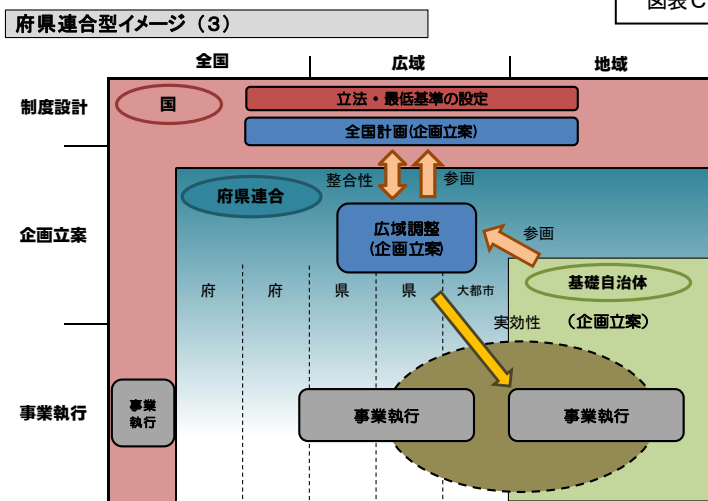 図表C
府県連合型イメージ（3）
全国
広域
地域
制度設計
国
立法・最低基準の設定
全国計画(企画立案)
整合性
参画
府県連合
企画立案
広域調整
(企画立案)
参画
府
府
県
県
大都市
基礎自治体
実効性
（企画立案）
事業執行
事業
執行
事業執行
事業執行